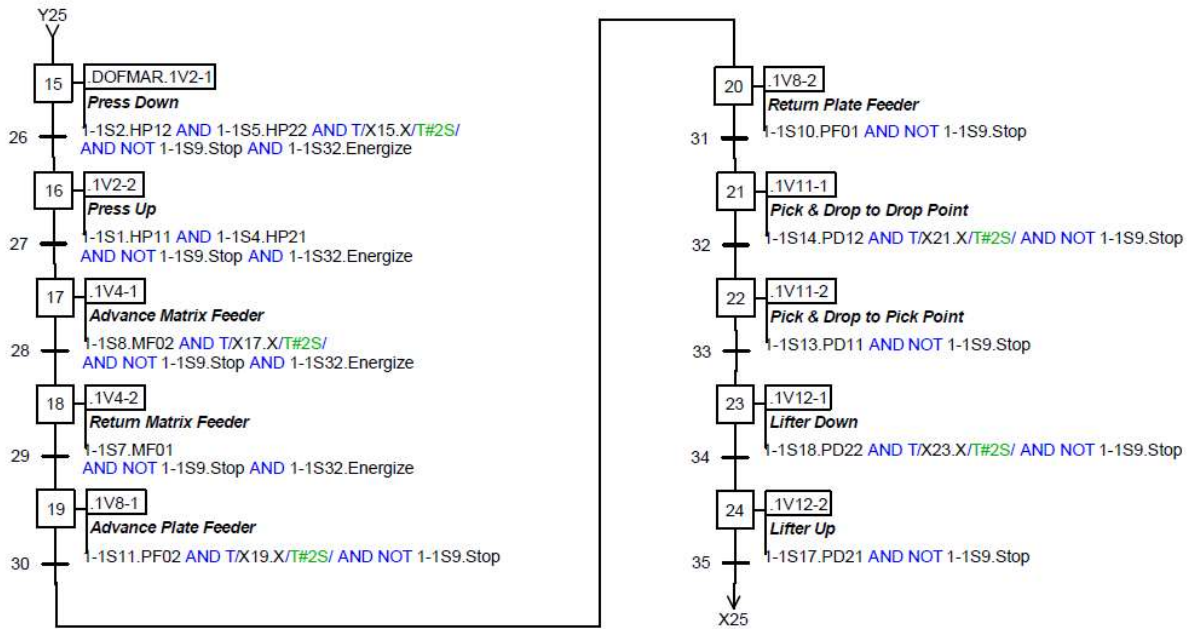 Y25
15
.DOFMAR.1V2-1
Press Down
26
1-1S2.HP12 AND 1-1S5.HP22 AND T/X15.X/T#2S/
AND NOT 1-1S9.Stop AND 1-1S32.Energize
16
.1V2-2
Press Up
27
1-1S1.HP11 AND 1-1S4.HP21
AND NOT 1-1S9.Stop AND 1-1S32.Energize
17
.1V4-1
Advance Matrix Feeder
28
1-1S8.MF02 AND T/X17.X/T#2S/
AND NOT 1-1S9.Stop AND 1-1S32.Energize
18
.1V4-2
Return Matrix Feeder
29
1-1S7.MF01
AND NOT 1-1S9.Stop AND 1-1S32.Energize
19
.1V8-1
Advance Plate Feeder
30
1-1S11.PF02 AND T/X19.X/T#2S/ AND NOT 1-1S9.Stop
20
.1V8-2
Return Plate Feeder
31
1-1S10.PF01 AND NOT 1-1S9.Stop
21
.1V11-1
Pick & Drop to Drop Point
32
1-1S14.PD12 AND T/X21.X/T#2S/ AND NOT 1-1S9.Stop
22
.1V11-2
Pick & Drop to Pick Point
33
1-1S13.PD11 AND NOT 1-1S9.Stop
23
.1V12-1
Lifter Down
34
1-1S18.PD22 AND T/X23.X/T#2S/ AND NOT 1-1S9.Stop
24
.1V12-2
Lifter Up
35
1-1S17.PD21 AND NOT 1-1S9.Stop
X25